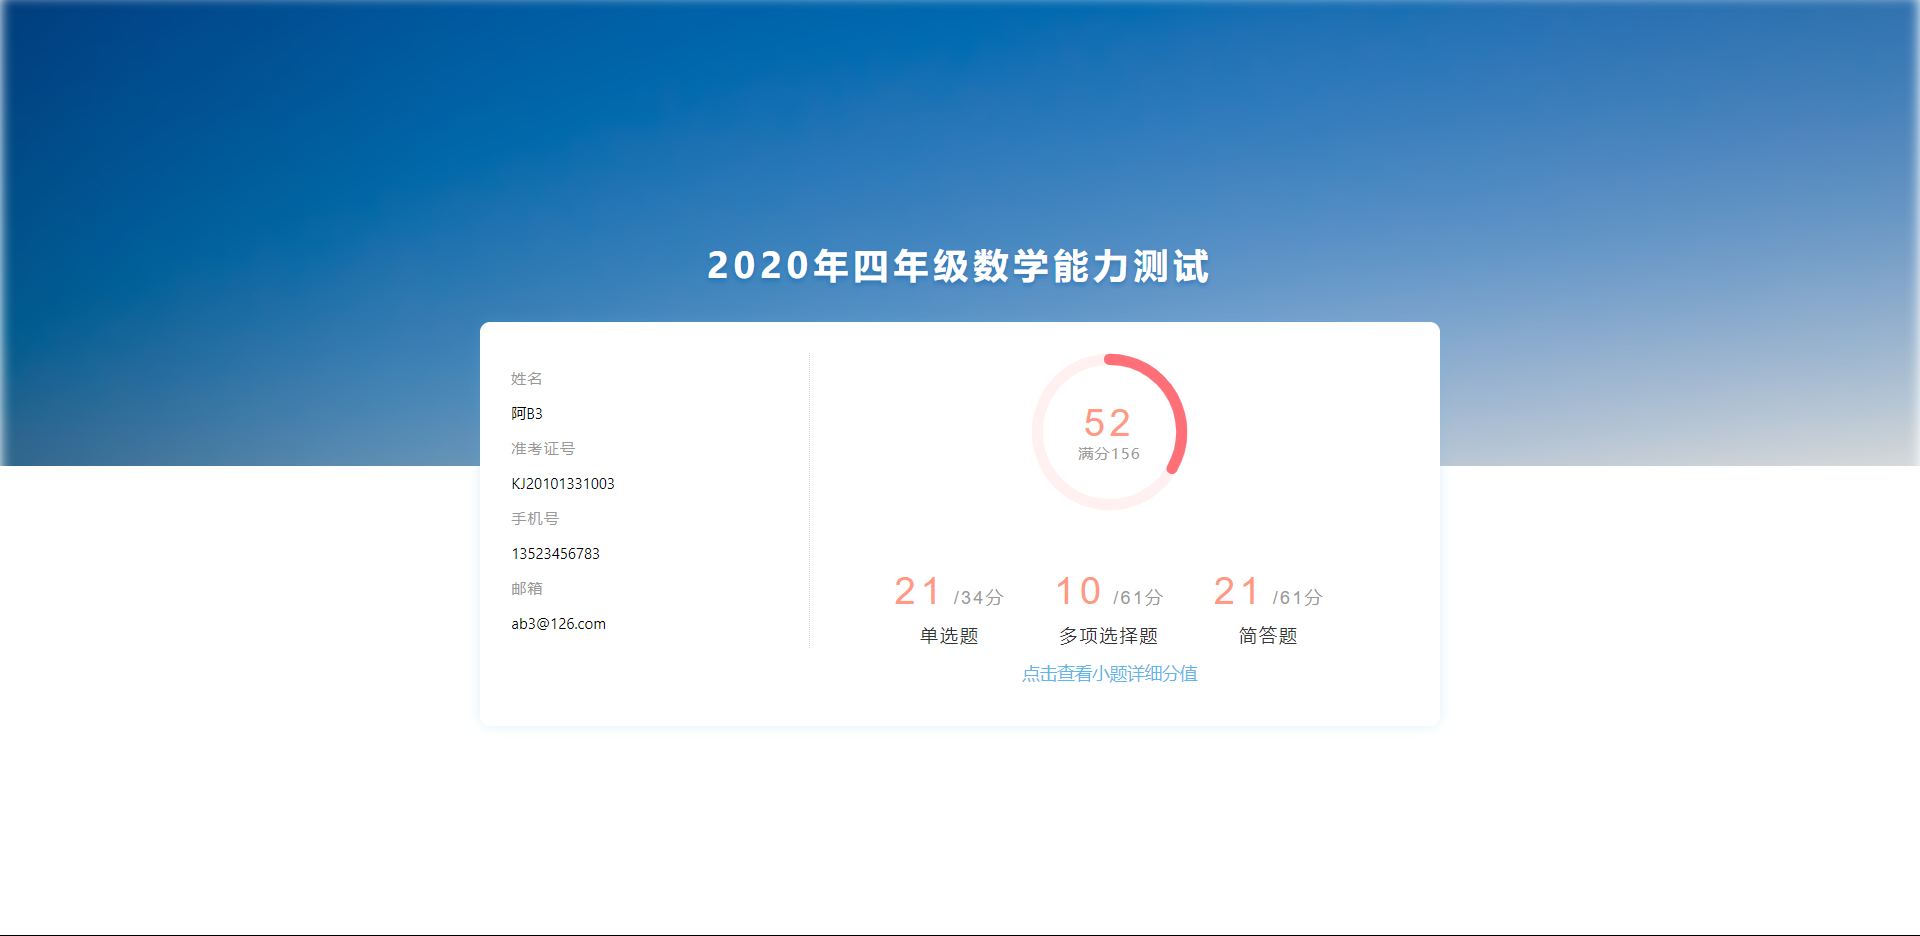 2020年四年级数学能力测试
姓名
阿B3
准考证号
KJ20101331003
手机号
13523456783
邮箱
ab3@126.com
52
满分156
21 /34分 10 /61分 21 /61分
单选题 多项选择题 简答题
点击查看小题详细分值